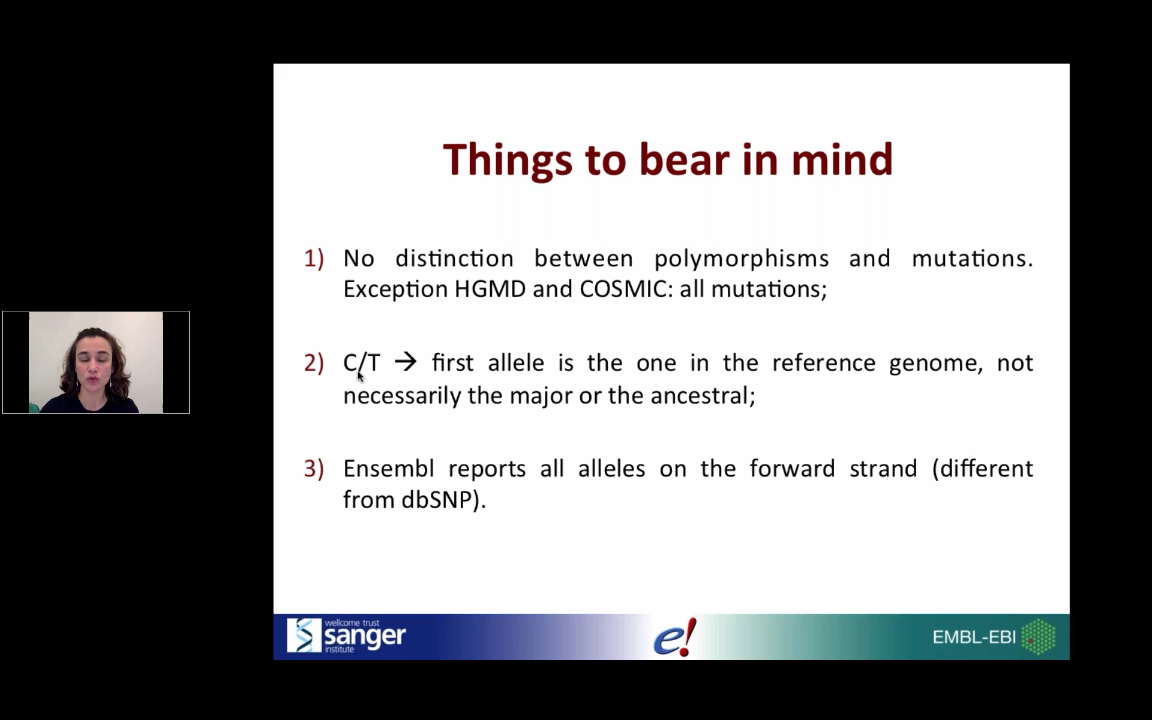 Things to bear in mind
1) No distinction between polymorphisms and mutations.
Exception HGMD and COSMIC: all mutations;
2) C/T → first allele is the one in the reference genome, not
necessarily the major or the ancestral;
3) Ensembl reports all alleles on the forward strand (different
from dbSNP).
wellcome trust
sanger
institute
e!
EMBL-EBI